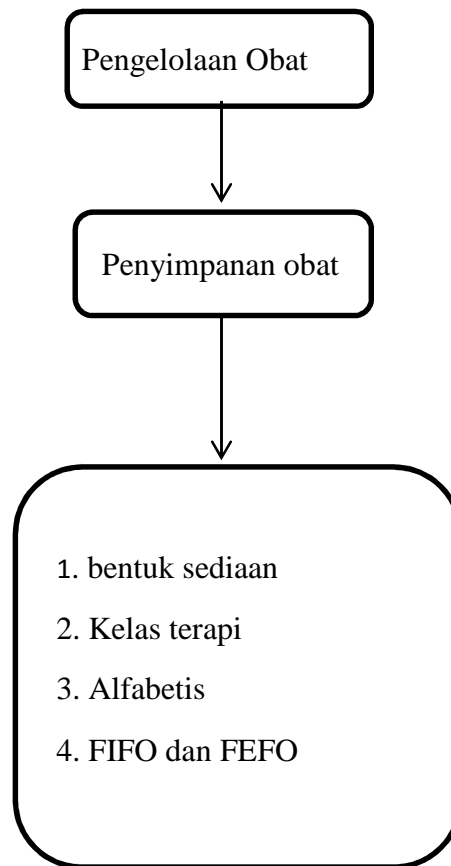 Pengelolaan Obat
Penyimpanan obat
1. bentuk sediaan
2. Kelas terapi
3. Alfabetis
4. FIFO dan FEFO